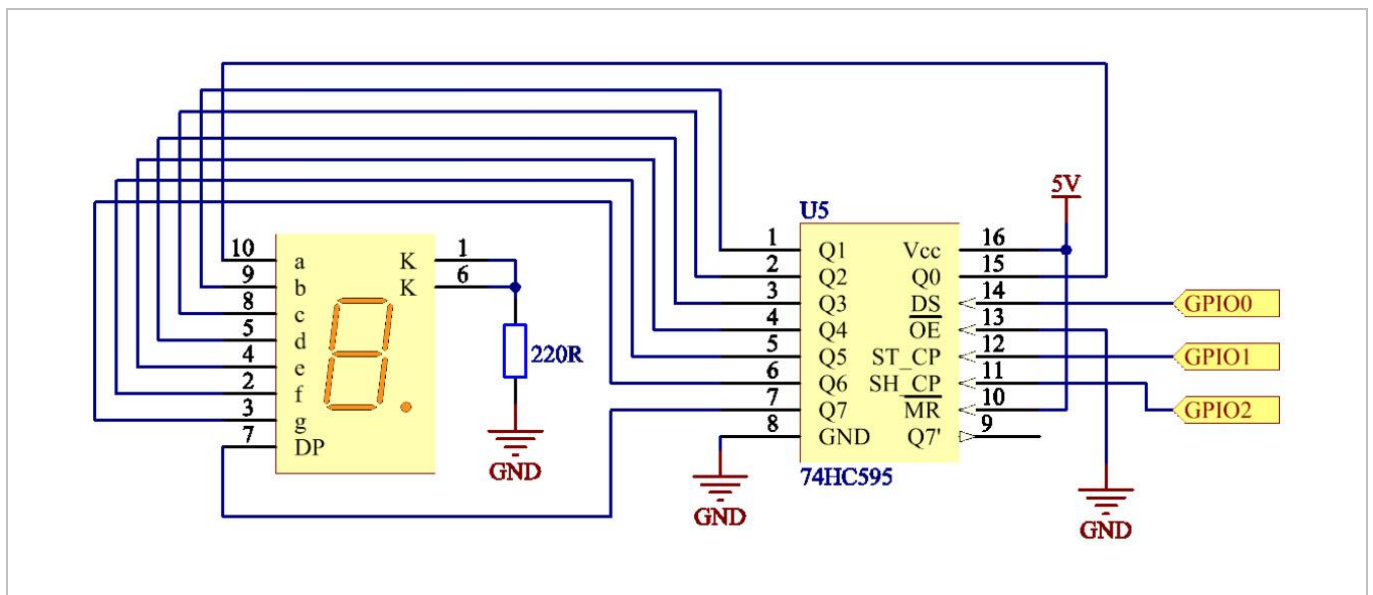 5V
U5
10 a K 1
9 b K 6
8 c
5 d
4 e
2 f
3 g
7 DP
220R
GND
1 Q1 Vcc 16
2 Q2 Q0 15
3 Q3 DS 14
4 Q4 OE 13
5 Q5 ST_CP 12
6 Q6 SH_CP 11
7 Q7 MR 10
8 GND Q7' 9
74HC595
GND
GPIO0
GPIO1
GPIO2
GND